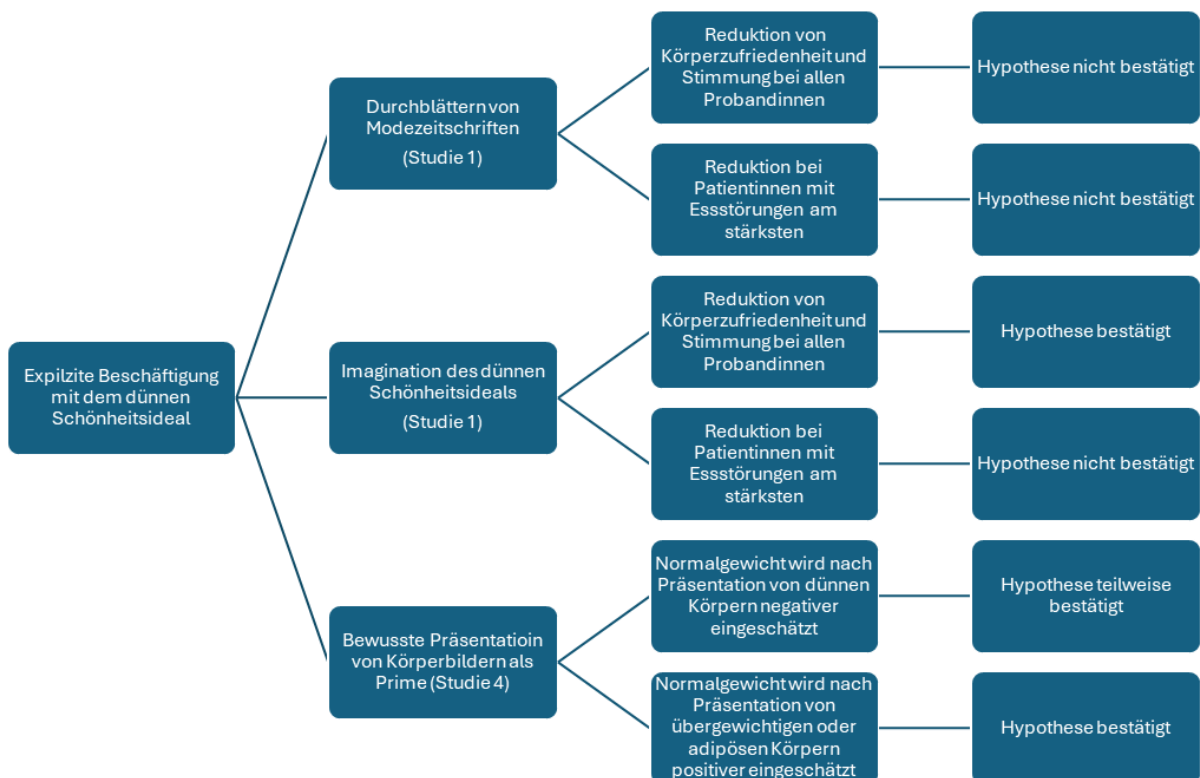 Expilzite Beschäftigung
mit dem dünnen
Schönheitsideal
Durchblättern von
Modezeitschriften
(Studie 1)
Reduktion von
Körperzufriedenheit und
Stimmung bei allen
Probandinnen
Hypothese nicht bestätigt
Reduktion bei
Patientinnen mit
Essstörungen am
stärksten
Hypothese nicht bestätigt
Imagination des dünnen
Schönheitsideals
(Studie 1)
Reduktion von
Körperzufriedenheit und
Stimmung bei allen
Probandinnen
Hypothese bestätigt
Reduktion bei
Patientinnen mit
Essstörungen am
stärksten
Hypothese nicht bestätigt
Bewusste Präsentatioin
von Körperbildern als
Prime (Studie 4)
Normalgewicht wird nach
Präsentation von dünnen
Körpern negativer
eingeschätzt
Hypothese teilweise
bestätigt
Normalgewicht wird nach
Präsentation von
übergewichtigen oder
adipösen Körpern
positiver eingeschätzt
Hypothese bestätigt